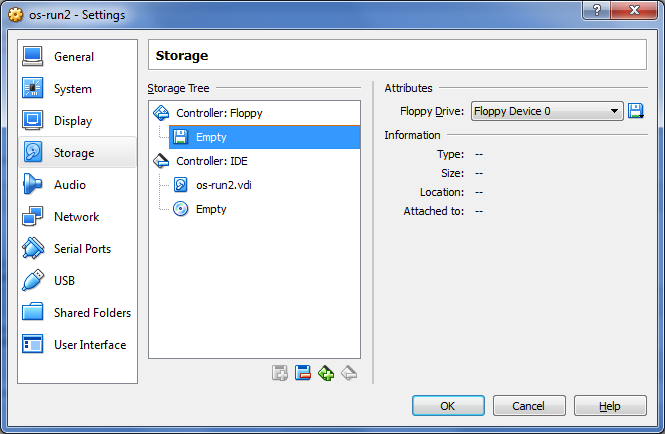 os-run2 - Settings
General
System
Display
Storage
Audio
Network
Serial Ports
USB
Shared Folders
User Interface
Storage
Storage Tree
Controller: Floppy
Empty
Controller: IDE
os-run2.vdi
Empty
Attributes
Floppy Drive: Floppy Device 0
Information
Type: --
Size: --
Location: --
Attached to: --
OK Cancel Help